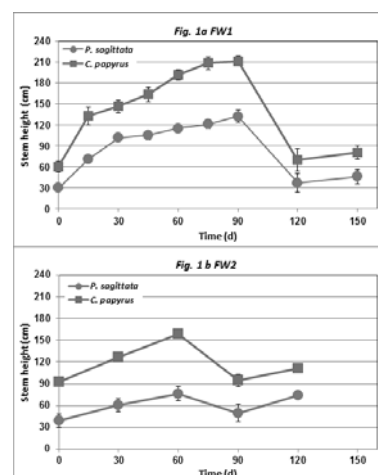 Fig. 1a FW1
P. sagittata
C. papyrus
Stem height (cm)
240
210
180
150
120
90
60
30
0
0 30 60 90 120 150
Time (d)
Fig. 1 b FW2
P. sagittata
C. papyrus
Stem height (cm)
240
210
180
150
120
90
60
30
0
0 30 60 90 120 150
Time (d)